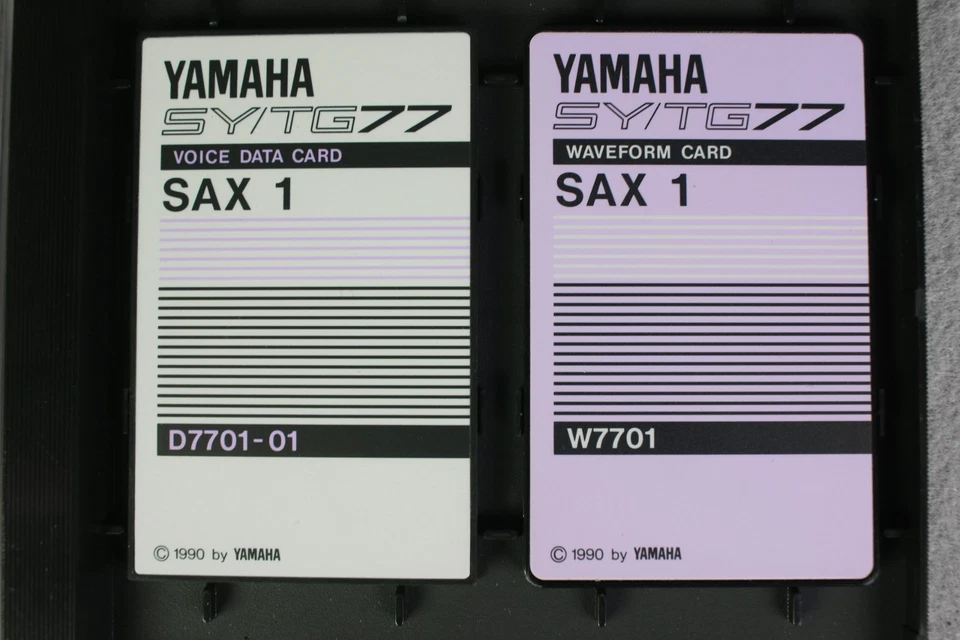 YAMAHA
SY/TG77
VOICE DATA CARD
SAX 1
D7701-01
© 1990 by YAMAHA
YAMAHA
SY/TG77
WAVEFORM CARD
SAX 1
W7701
© 1990 by YAMAHA